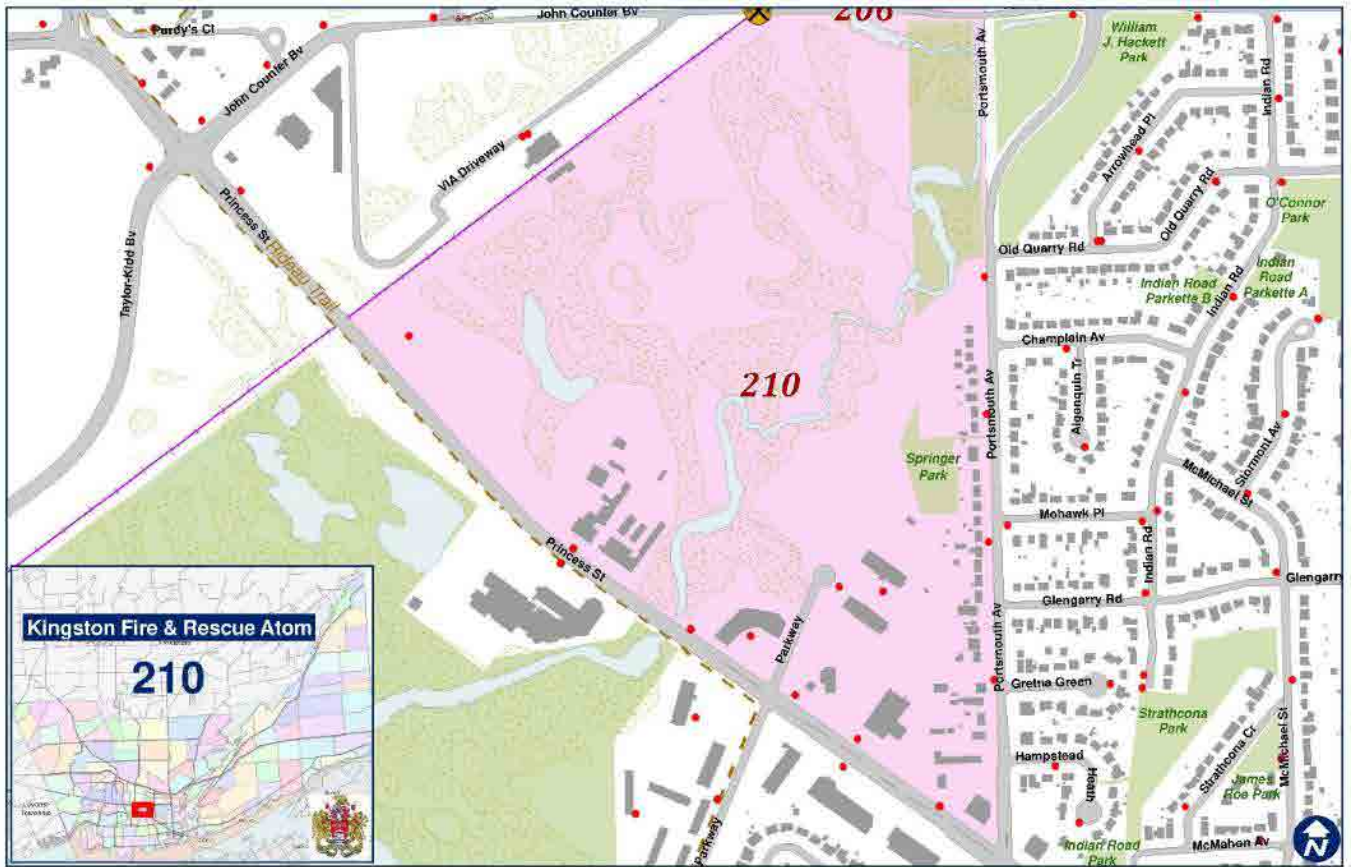 206
John Counter Bv
Purdy's Ct
John Counter Bv
Portsmouth Av
William
J. Hackett
Park
Indian Rd
Arrowhead Pl
VIA Driveway
Princess St
Rideau Trail
Taylor-Kidd Bv
Old Quarry Rd
O'Connor
Park
Old Quarry Rd
Indian Road
Parkette B
Indian Rd
Indian
Road
Parkette A
Champlain Av
Algonquin Tr
210
Portsmouth Av
Springer
Park
McMichael St
Stormont Av
Mohawk Pl
Indian Rd
Princess St
Glengarry
Glengarry Rd
Parkway
Portsmouth Av
Gretna Green
Strathcona
Park
Strathcona Cr
McMichael St
Hampstead
Heath
James
Roe Park
Parkway
Indian Road
Park
McMahon Av
Kingston Fire & Rescue Atom
210
N